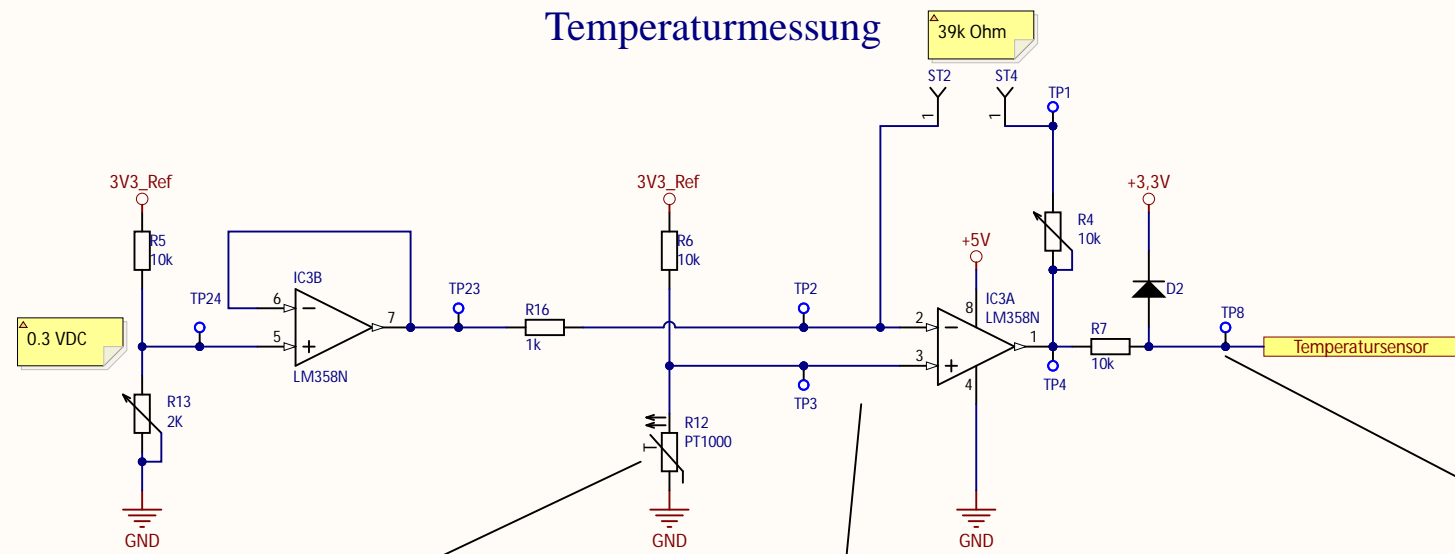 Temperaturmessung
39k Ohm
ST2
ST4
1
1
TP1
3V3_Ref
3V3_Ref
+3,3V
R5
10k
R6
10k
R4
10k
+5V
IC3B
TP24
6
5
7
LM358N
TP23
R16
1k
TP2
IC3A
LM358N
8
2
3
1
4
D2
R7
10k
TP8
Temperatursensor
0.3 VDC
TP3
TP4
R13
2K
R12
PT1000
GND
GND
GND